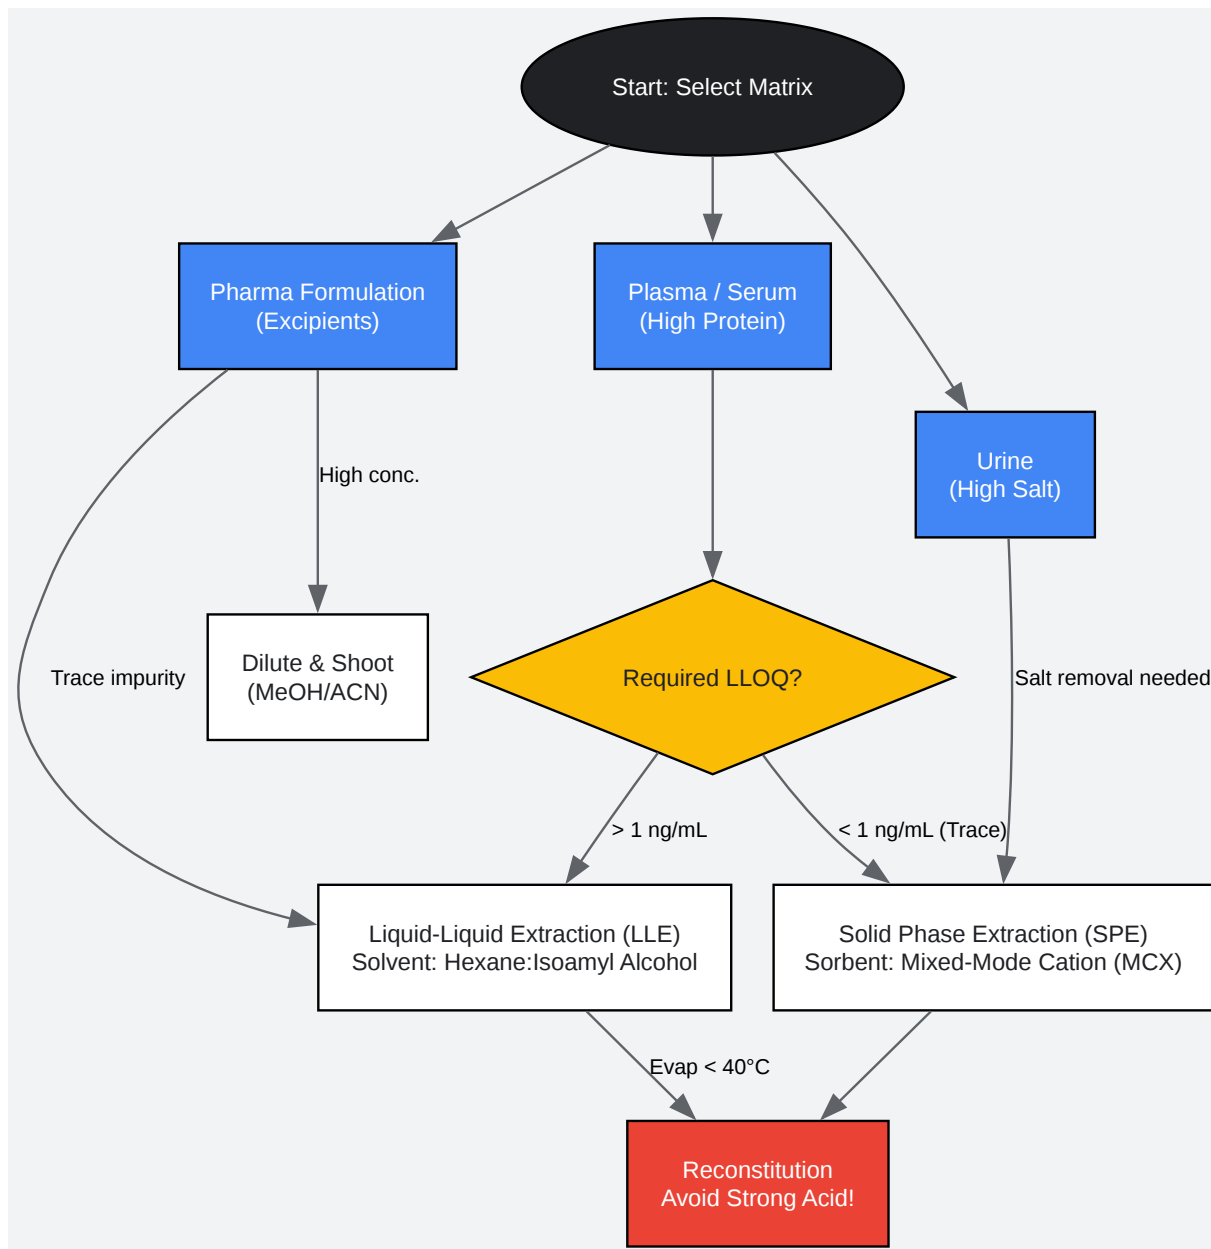 Start: Select Matrix
Pharma Formulation
(Excipients)
Plasma / Serum
(High Protein)
Urine
(High Salt)
High conc.
Trace impurity
Dilute & Shoot
(MeOH/ACN)
Required LLOQ?
Salt removal needed
> 1 ng/mL
< 1 ng/mL (Trace)
Liquid-Liquid Extraction (LLE)
Solvent: Hexane:Isoamyl Alcohol
Solid Phase Extraction (SPE)
Sorbent: Mixed-Mode Cation (MCX)
Evap < 40°C
Reconstitution
Avoid Strong Acid!